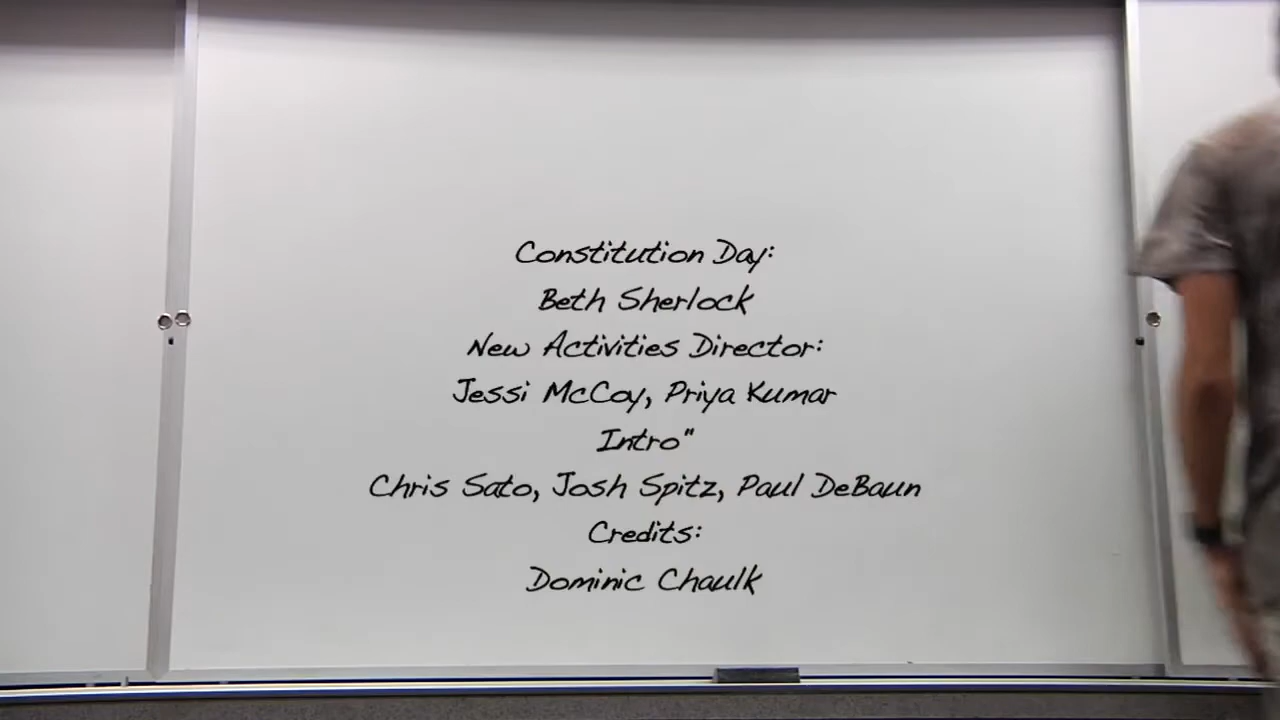 Constitution Day:
Beth Sherlock
New Activities Director:
Jessi McCoy, Priya Kumar
Intro"
Chris Sato, Josh Spitz, Paul DeBaun
Credits:
Dominic Chaulk